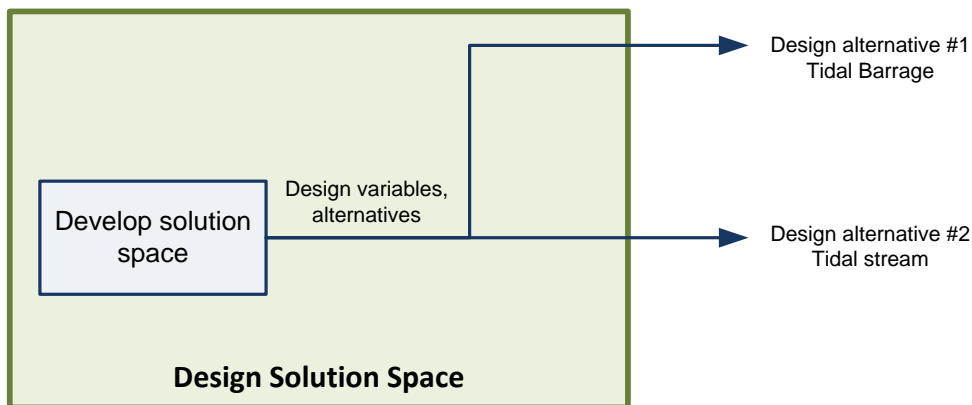 Design alternative #1
Tidal Barrage
Design variables,
alternatives
Develop solution
space
Design alternative #2
Tidal stream
Design Solution Space